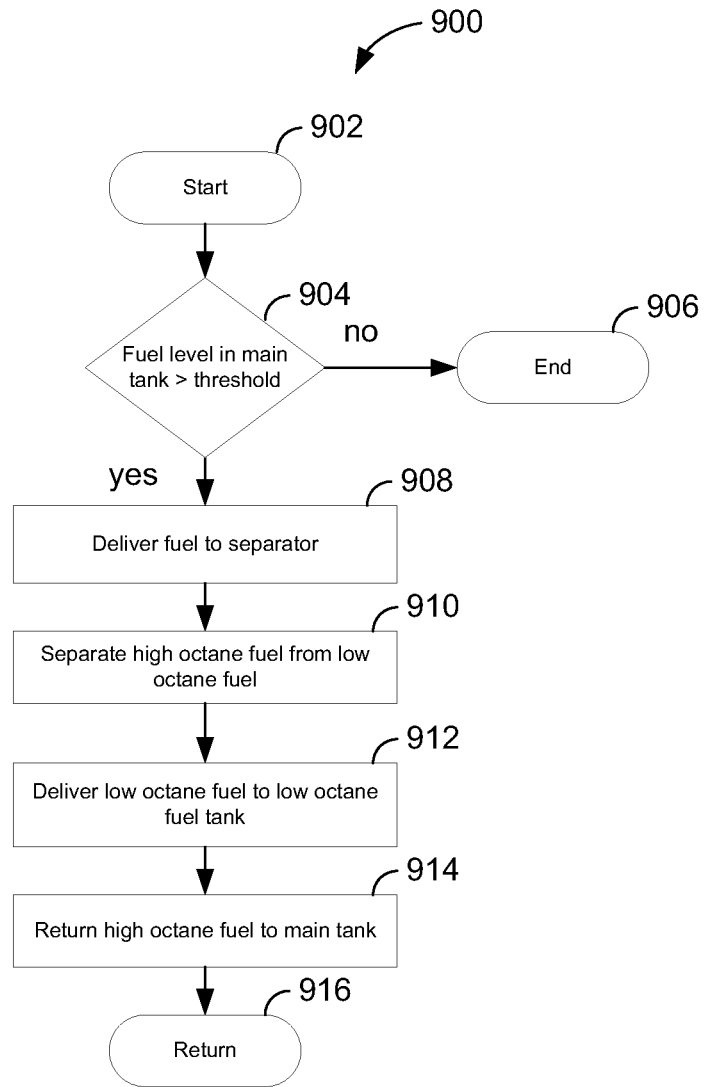 900
902
Start
904
Fuel level in main
tank > threshold
no
906
End
yes
908
Deliver fuel to separator
910
Separate high octane fuel from low
octane fuel
912
Deliver low octane fuel to low octane
fuel tank
914
Return high octane fuel to main tank
916
Return